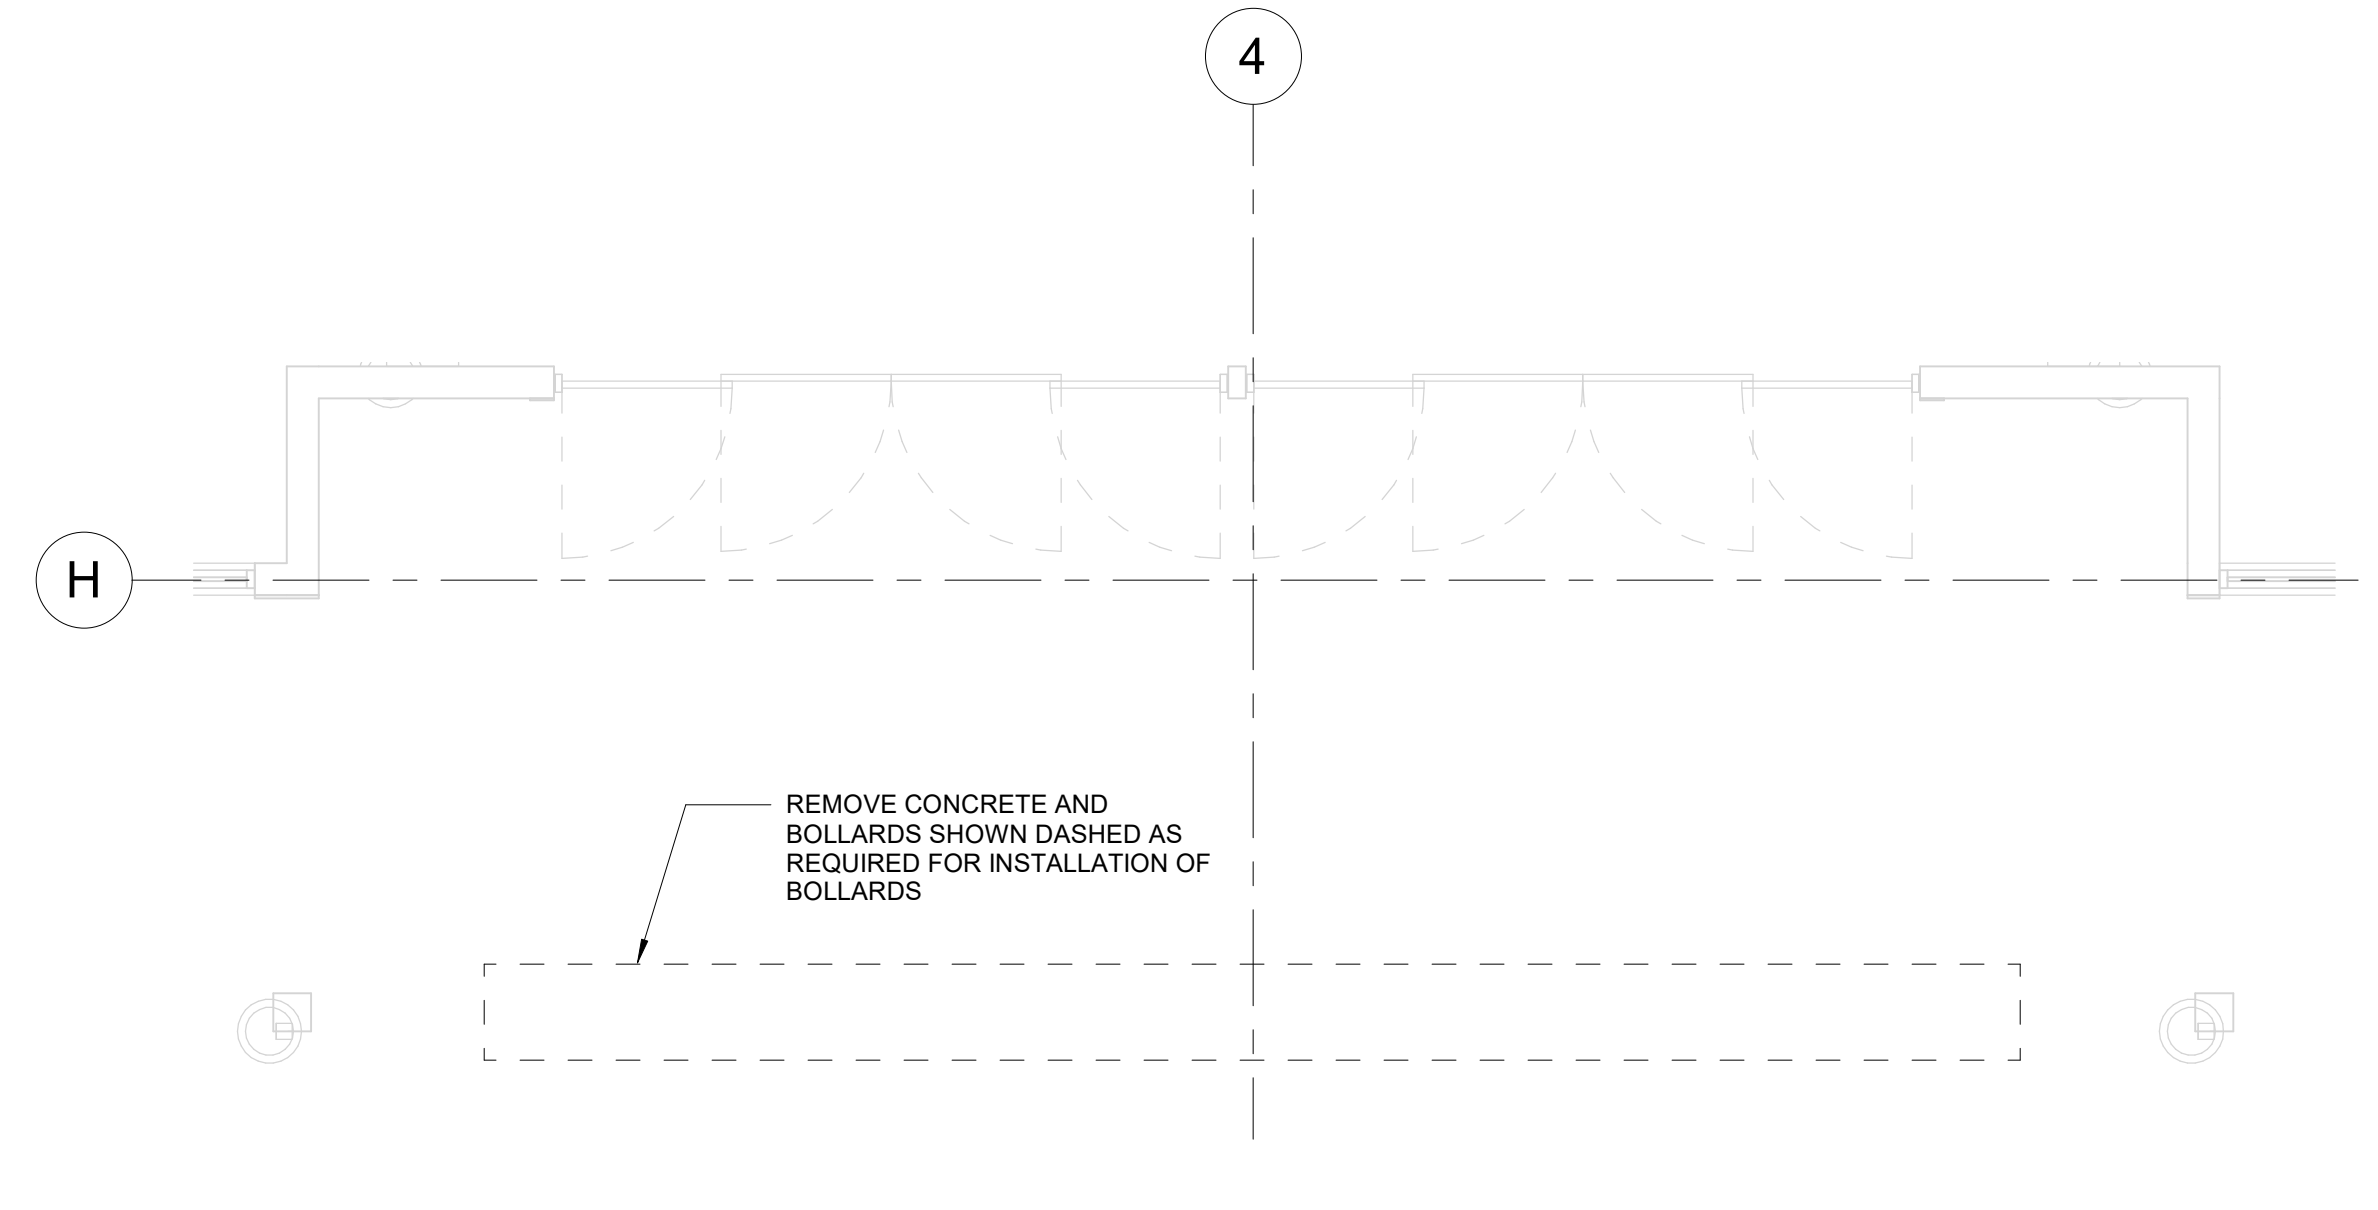 4
H
REMOVE CONCRETE AND
BOLLARDS SHOWN DASHED AS
REQUIRED FOR INSTALLATION OF
BOLLARDS